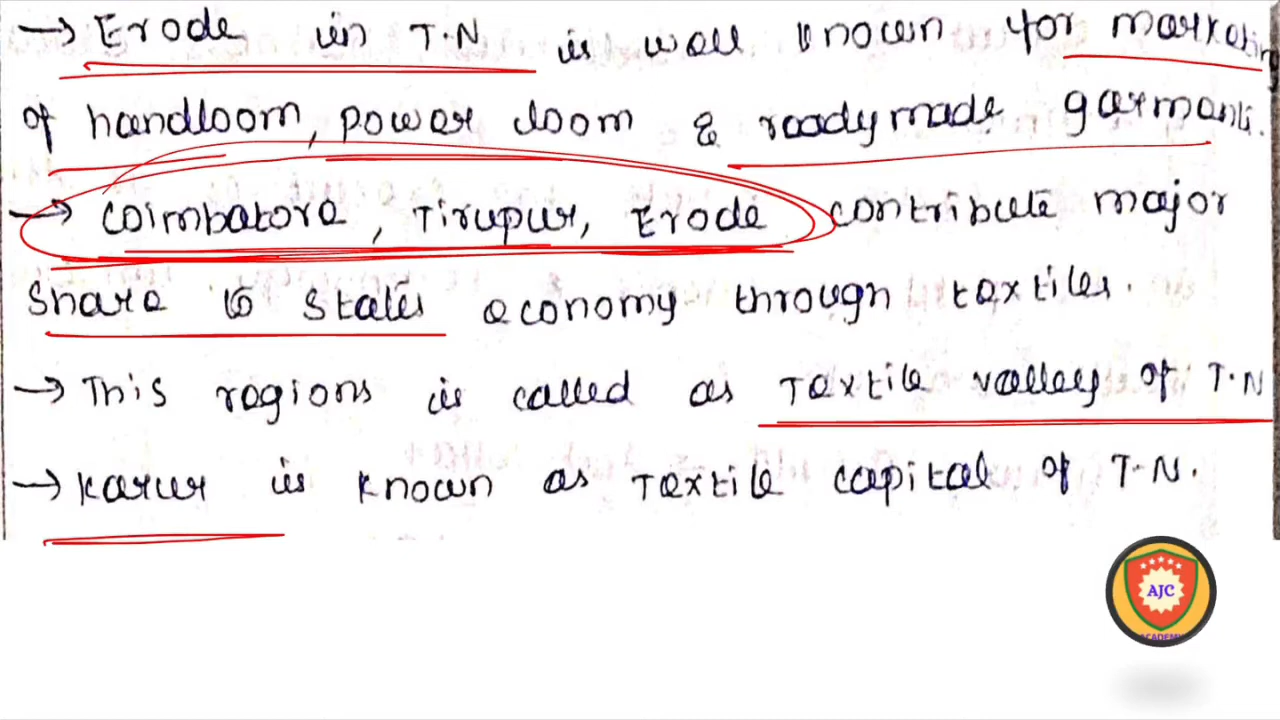 → Erode in T.N is well known for marketing
of handloom, power loom & readymade garments.
→ Coimbatore, Tirupur, Erode contribute major
share to states economy through textiles.
→ This regions is called as Textile valley of T.N
→ Karur is known as Textile capital of T.N.
AJC
ACADEMY